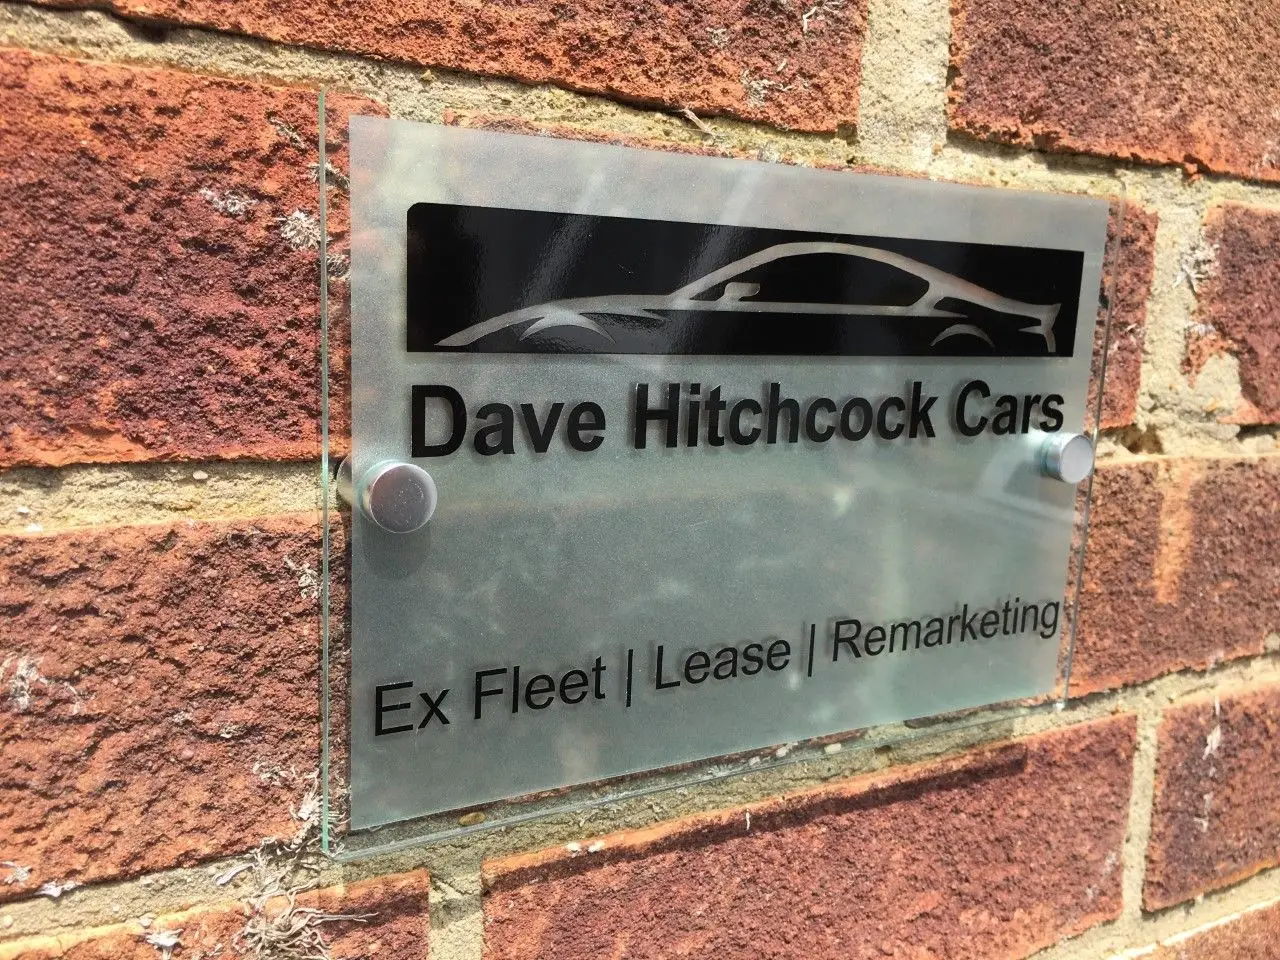 Dave Hitchcock Cars
Ex Fleet | Lease | Remarketing